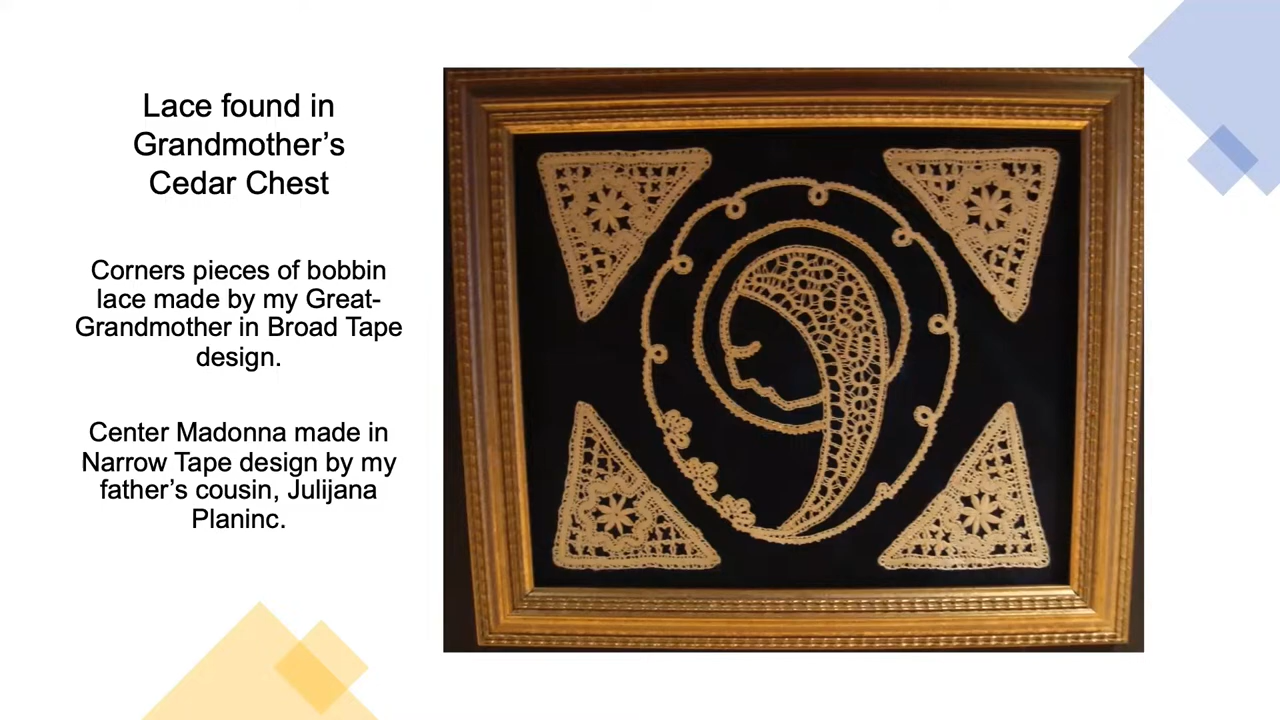 Lace found in
Grandmother’s
Cedar Chest
Corners pieces of bobbin
lace made by my Great-
Grandmother in Broad Tape
design.
Center Madonna made in
Narrow Tape design by my
father’s cousin, Julijana
Planinc.